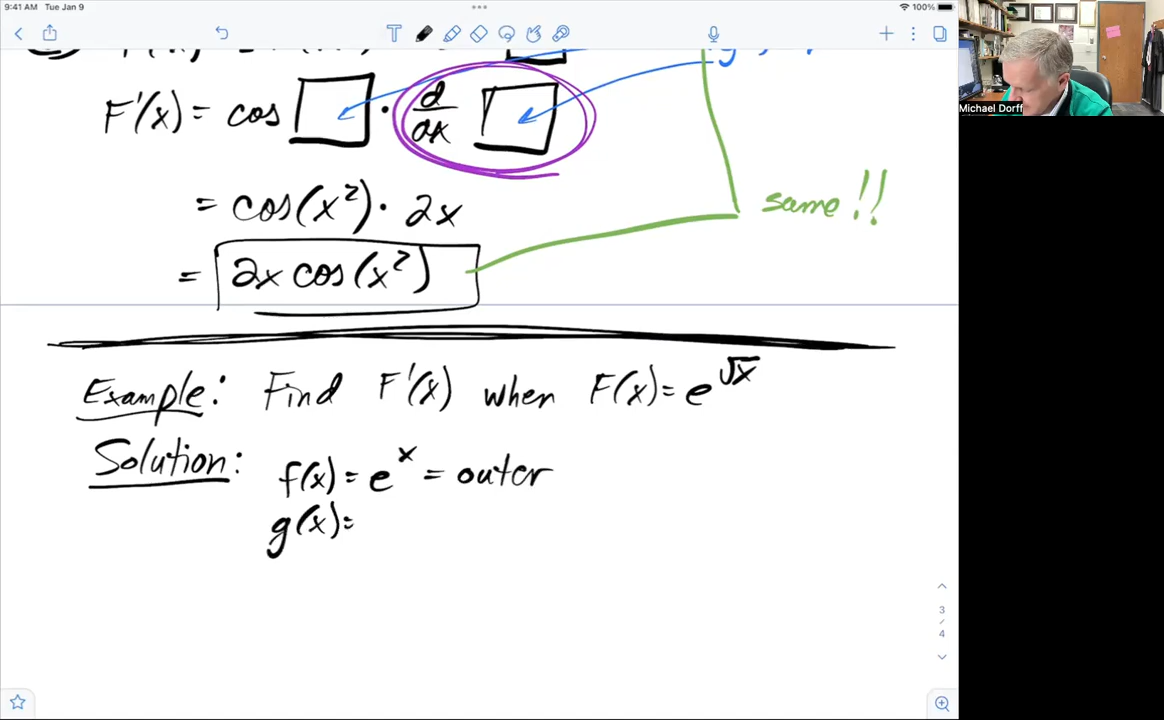 9:41 AM Tue Jan 9
100%
F'(x) = cos □ · d/dx □
= cos(x²) · 2x
= 2x cos(x²)
same!!
Example: Find F'(x) when F(x) = e^√x
Solution: f(x) = e^x = outer
g(x) =
3
/
4
Michael Dorff